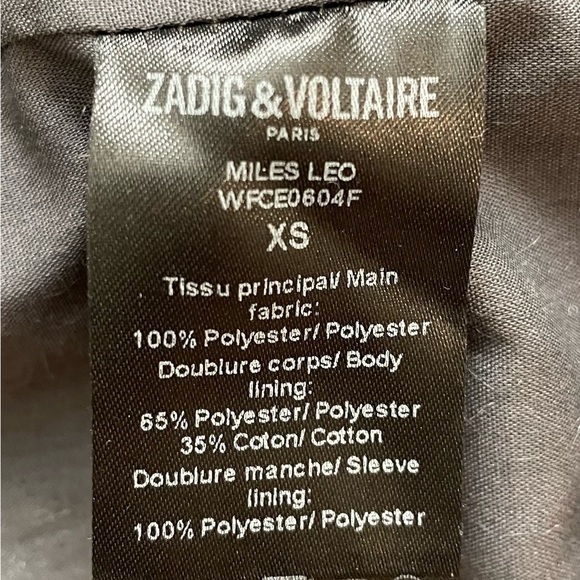 ZADIG & VOLTAIRE
PARIS
MILES LEO
WFCE0604F
XS
Tissu principal/ Main
fabric:
100% Polyester/ Polyester
Doublure corps/ Body
lining:
65% Polyester/ Polyester
35% Coton/ Cotton
Doublure manche/ Sleeve
lining:
100% Polyester/ Polyester